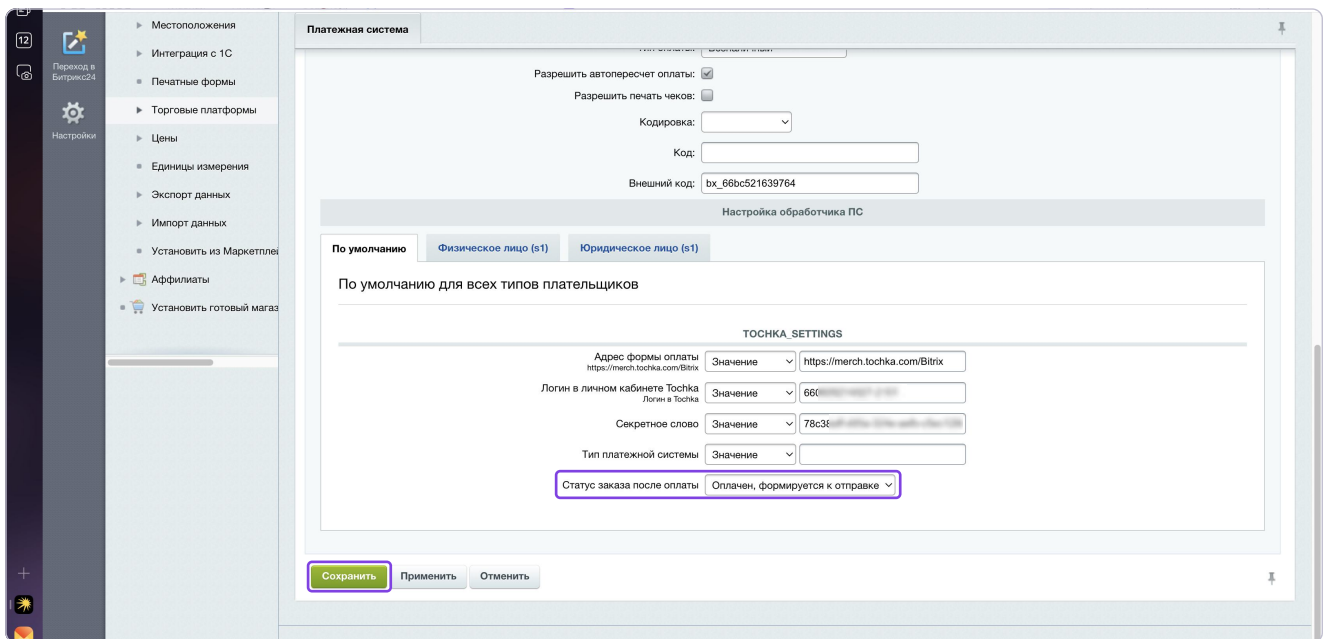 12
Переход в
Битрикс24
Настройки
Местоположения
Интеграция с 1С
Печатные формы
Торговые платформы
Цены
Единицы измерения
Экспорт данных
Импорт данных
Установить из Маркетплей
Аффилиаты
Установить готовый магаз
Платежная система
Разрешить автопересчет оплаты:
Разрешить печать чеков:
Кодировка:
Код:
Внешний код: bx_66bc521639764
Настройка обработчика ПС
По умолчанию Физическое лицо (s1) Юридическое лицо (s1)
По умолчанию для всех типов плательщиков
TOCHKA_SETTINGS
Адрес формы оплаты Значение https://merch.tochka.com/Bitrix
https://merch.tochka.com/Bitrix
Логин в личном кабинете Tochka Значение 660
Логин в Tochka
Секретное слово Значение 78c38
Тип платежной системы Значение
Статус заказа после оплаты Оплачен, формируется к отправке
Сохранить Применить Отменить